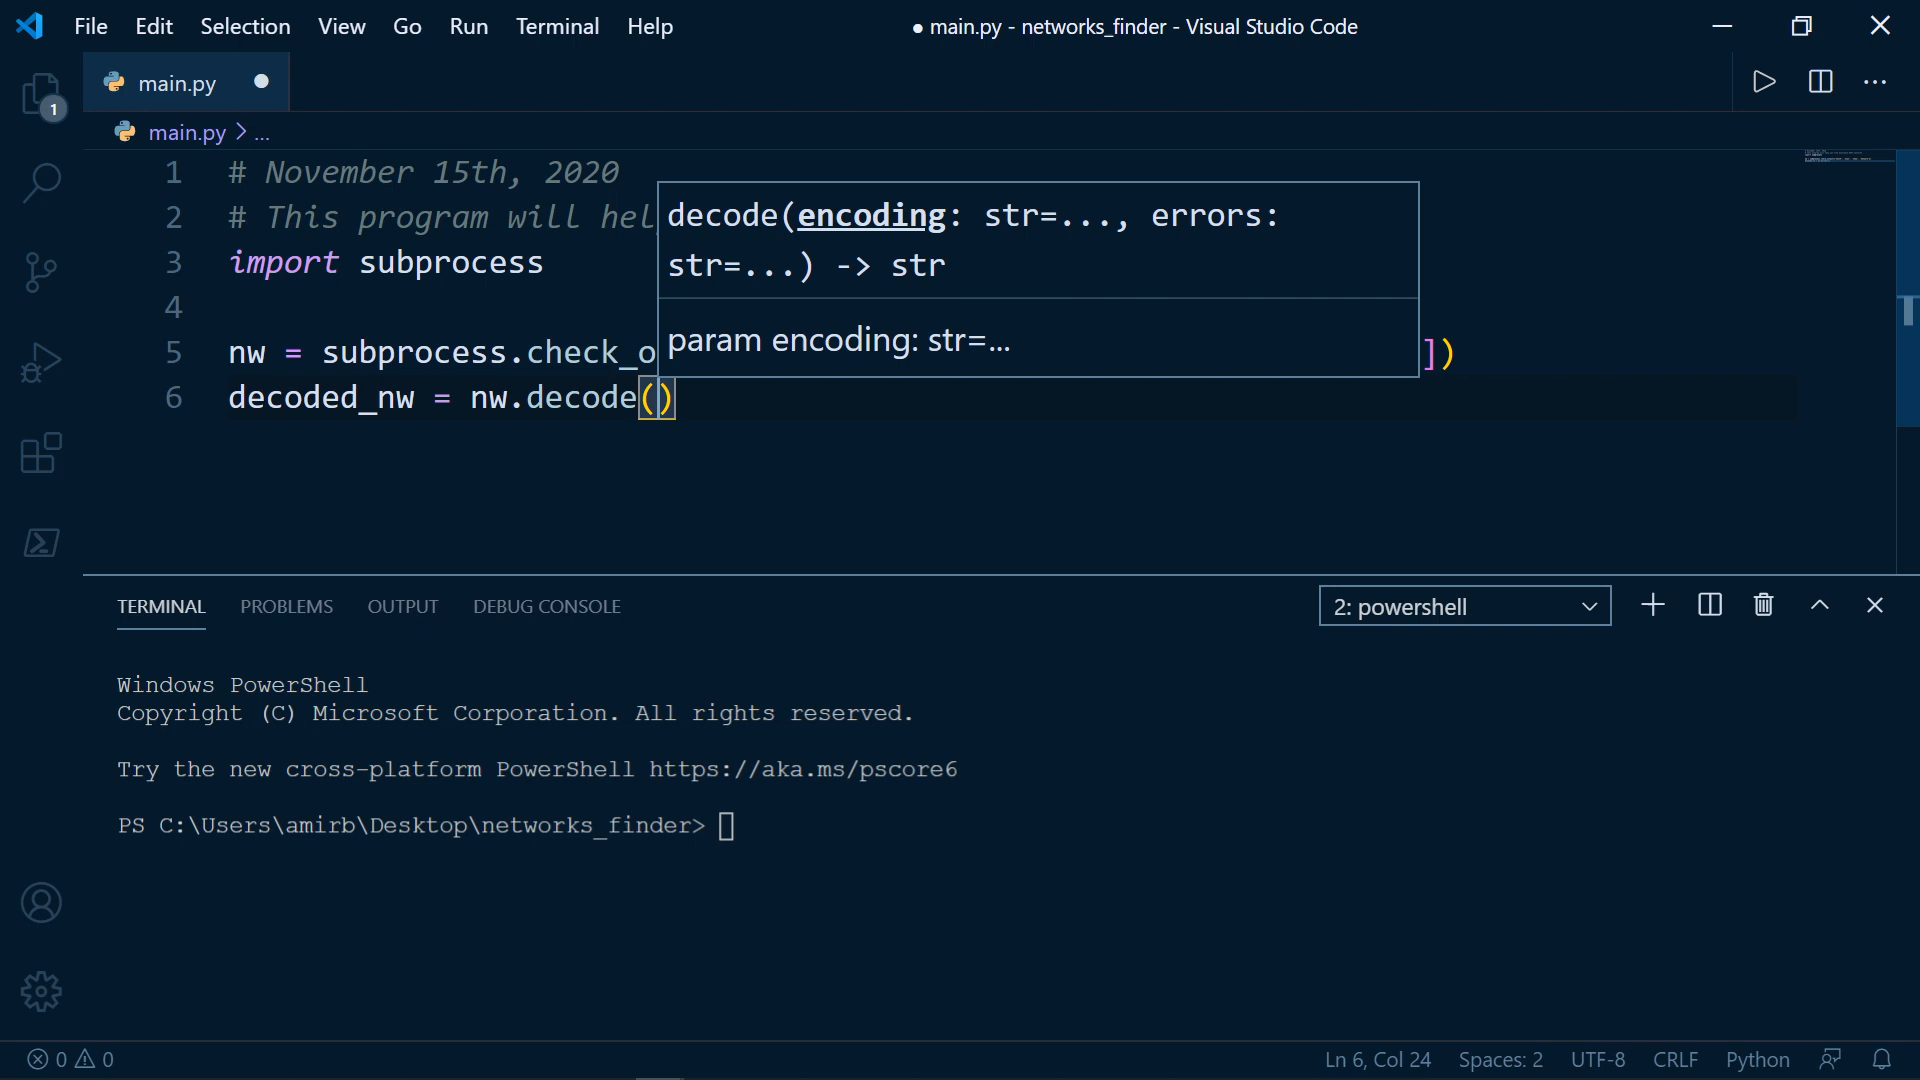 File Edit Selection View Go Run Terminal Help ● main.py - networks_finder - Visual Studio Code
main.py
1
main.py > ...
1 # November 15th, 2020
2 # This program will hel
3 import subprocess
4
5 nw = subprocess.check_o ])
6 decoded_nw = nw.decode()
decode(encoding: str=..., errors:
str=...) -> str
param encoding: str=...
TERMINAL PROBLEMS OUTPUT DEBUG CONSOLE 2: powershell
Windows PowerShell
Copyright (C) Microsoft Corporation. All rights reserved.
Try the new cross-platform PowerShell https://aka.ms/pscore6
PS C:\Users\amirb\Desktop\networks_finder>
0 0 Ln 6, Col 24 Spaces: 2 UTF-8 CRLF Python